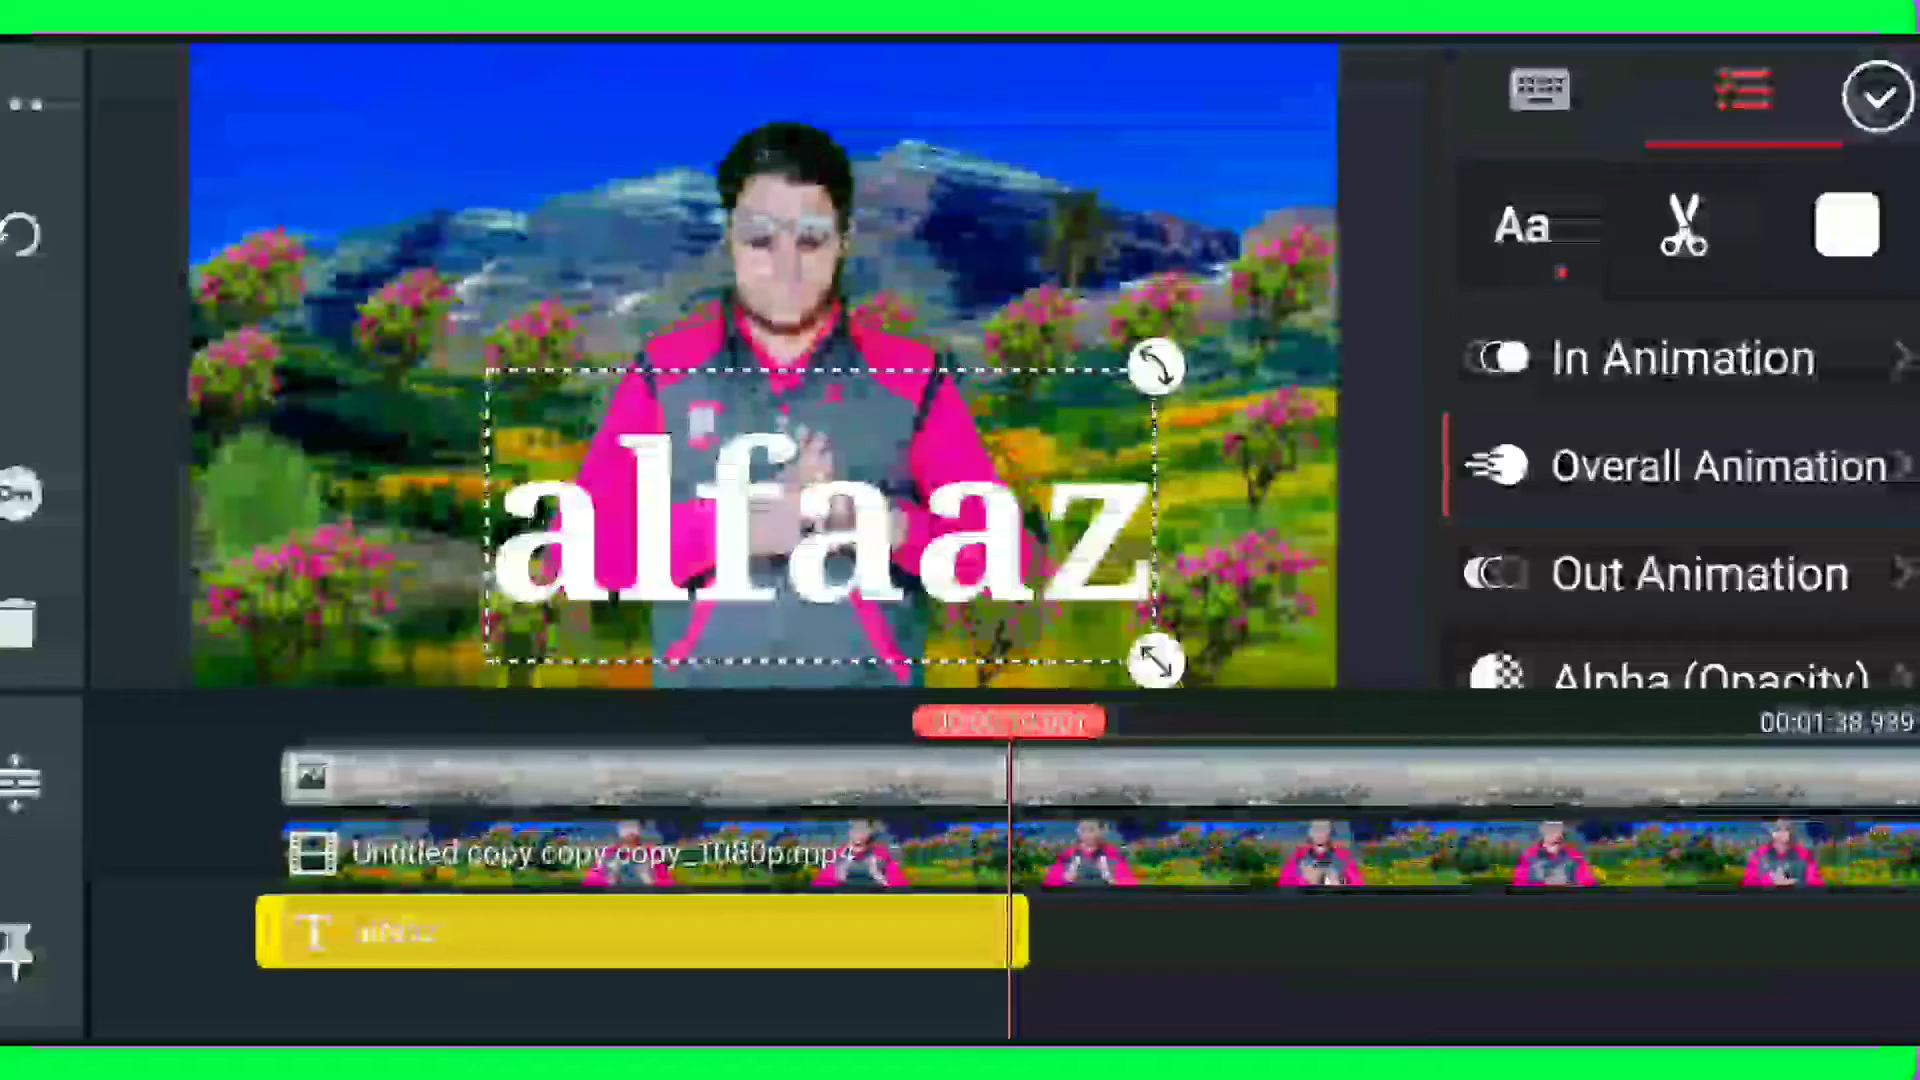 Aa
In Animation
Overall Animation
alfaaz
Out Animation
Alpha (Opacity)
00:01:38.939
Untitled copy copy copy_1080p.mp4
T alfaaz